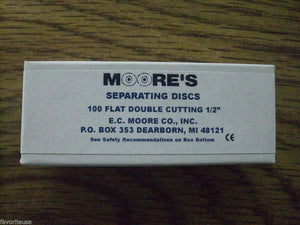 MOORE'S
SEPARATING DISCS
100 FLAT DOUBLE CUTTING 1/2"
E.C. MOORE CO., INC.
P.O. BOX 353 DEARBORN, MI 48121
See Safety Recommendations on Box Bottom CE
favoriteuse